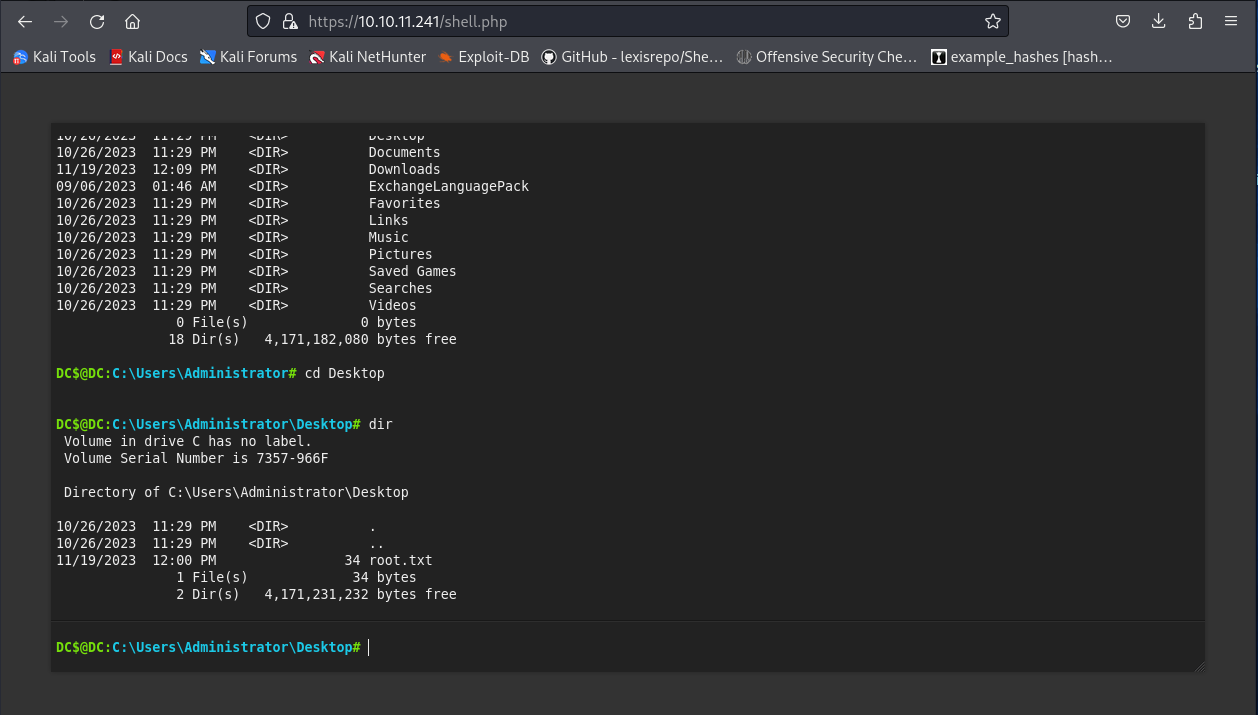 https://10.10.11.241/shell.php
Kali Tools Kali Docs Kali Forums Kali NetHunter Exploit-DB GitHub - lexisrepo/She… Offensive Security Che… example_hashes [hash…
10/26/2023  11:29 PM    <DIR>          Desktop
10/26/2023  11:29 PM    <DIR>          Documents
11/19/2023  12:09 PM    <DIR>          Downloads
09/06/2023  01:46 AM    <DIR>          ExchangeLanguagePack
10/26/2023  11:29 PM    <DIR>          Favorites
10/26/2023  11:29 PM    <DIR>          Links
10/26/2023  11:29 PM    <DIR>          Music
10/26/2023  11:29 PM    <DIR>          Pictures
10/26/2023  11:29 PM    <DIR>          Saved Games
10/26/2023  11:29 PM    <DIR>          Searches
10/26/2023  11:29 PM    <DIR>          Videos
               0 File(s)              0 bytes
              18 Dir(s)   4,171,182,080 bytes free
DC$@DC:C:\Users\Administrator# cd Desktop
DC$@DC:C:\Users\Administrator\Desktop# dir
 Volume in drive C has no label.
 Volume Serial Number is 7357-966F
 Directory of C:\Users\Administrator\Desktop
10/26/2023  11:29 PM    <DIR>          .
10/26/2023  11:29 PM    <DIR>          ..
11/19/2023  12:00 PM                34 root.txt
               1 File(s)             34 bytes
               2 Dir(s)   4,171,231,232 bytes free
DC$@DC:C:\Users\Administrator\Desktop#